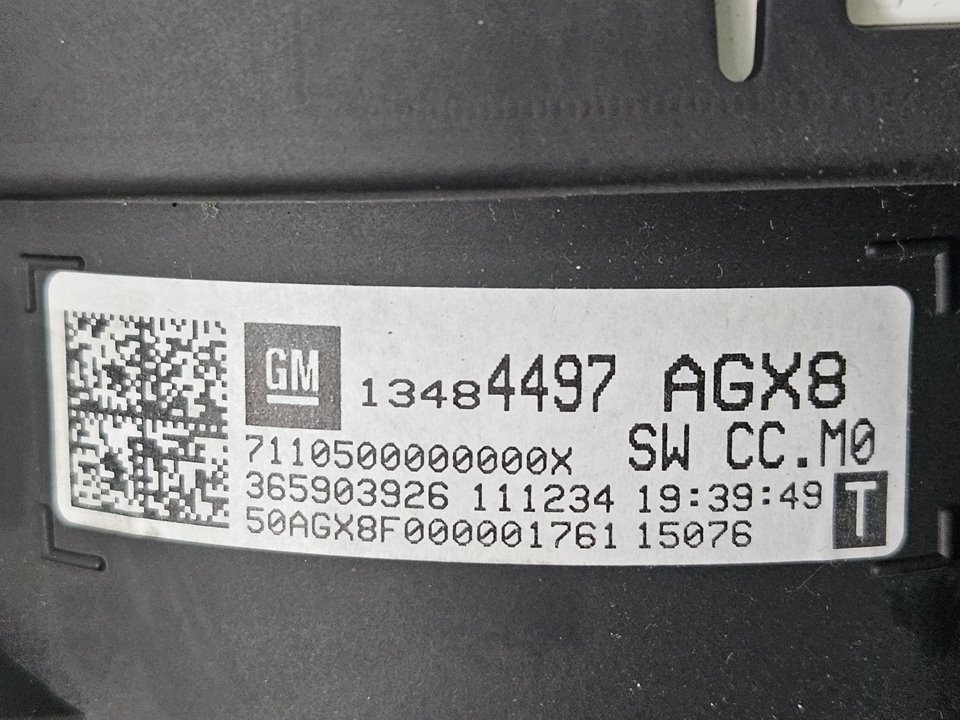 GM 13484497 AGX8
7110500000000X SW CC.M0
365903926 111234 19:39:49 T
50AGX8F000001761 15076